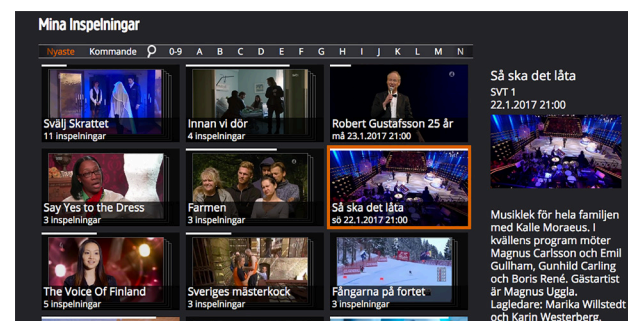 Mina Inspelningar
Nyaste Kommande 0-9 A B C D E F G H I J K L M N
Svälj Skrattet
11 inspelningar
Innan vi dör
4 inspelningar
Robert Gustafsson 25 år
må 23.1.2017 21:00
Say Yes to the Dress
3 inspelningar
Farmen
3 inspelningar
Så ska det låta
sö 22.1.2017 21:00
The Voice Of Finland
5 inspelningar
Sveriges mästerkock
3 inspelningar
Fångarna på fortet
3 inspelningar
Så ska det låta
SVT 1
22.1.2017 21:00
Musiklek för hela familjen
med Kalle Moraeus. I
kvällens program möter
Magnus Carlsson och Emil
Gullham, Gunhild Carling
och Boris René. Gästartist
är Magnus Uggla.
Lagledare: Marika Willstedt
och Karin Westerberg.